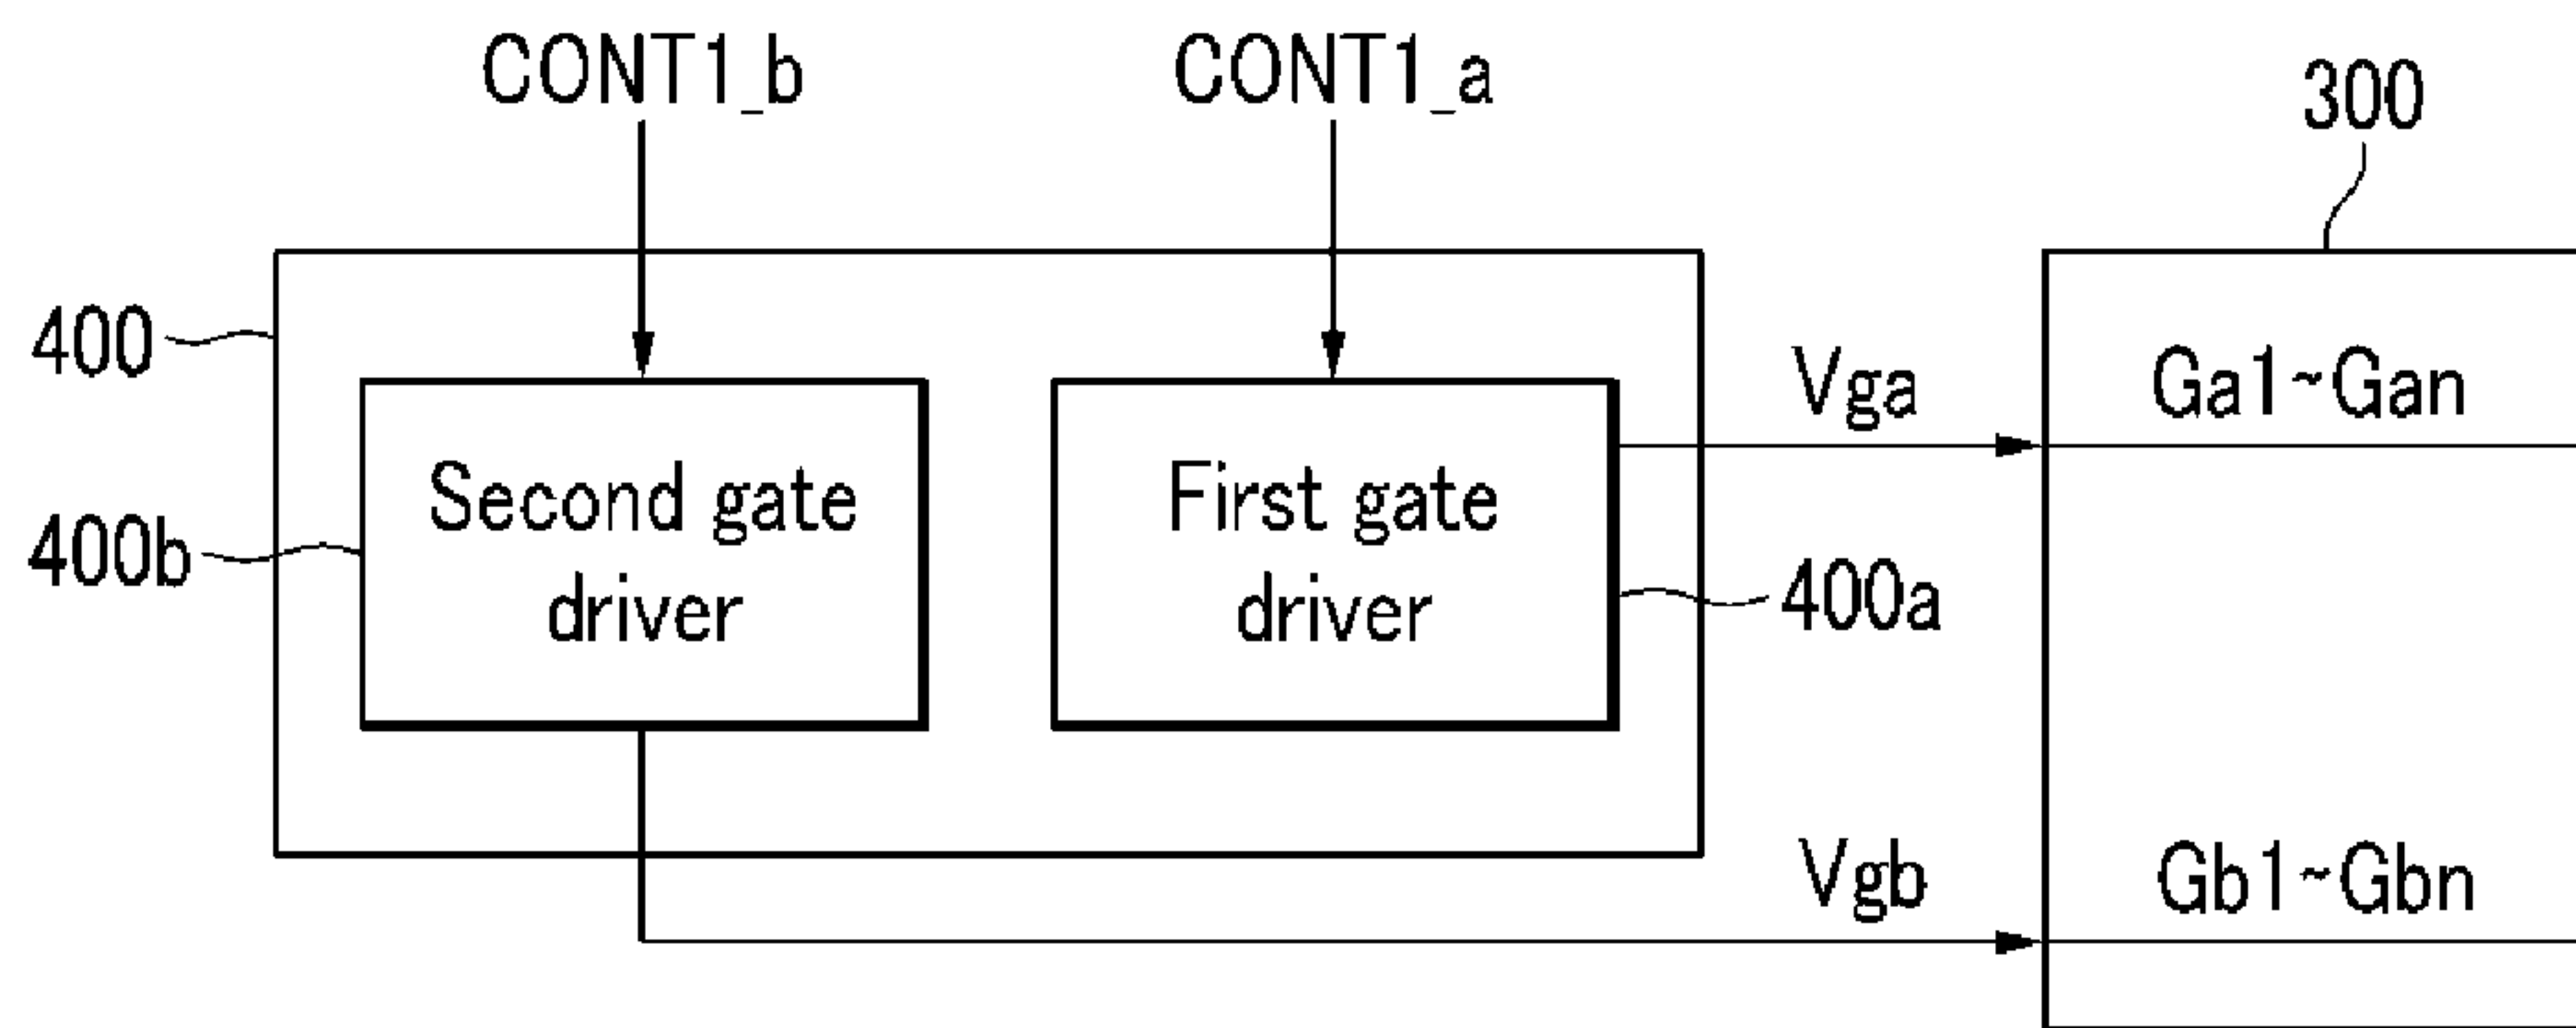 CONT1_b
CONT1_a
300
400
Vga
Ga1~Gan
Second gate
driver
First gate
driver
400b
400a
Vgb
Gb1~Gbn